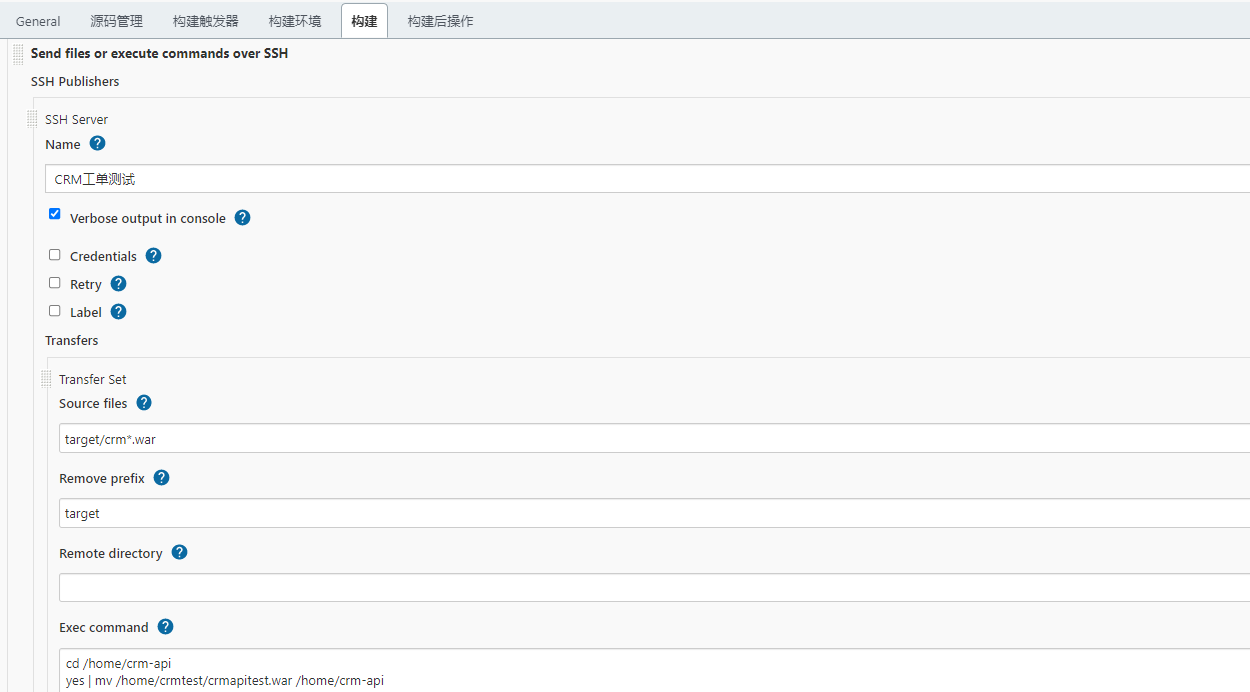 General 源码管理 构建触发器 构建环境 构建 构建后操作
Send files or execute commands over SSH
SSH Publishers
SSH Server
Name ?
CRM工单测试
Verbose output in console ?
Credentials ?
Retry ?
Label ?
Transfers
Transfer Set
Source files ?
target/crm*.war
Remove prefix ?
target
Remote directory ?
Exec command ?
cd /home/crm-api
yes | mv /home/crmtest/crmapitest.war /home/crm-api